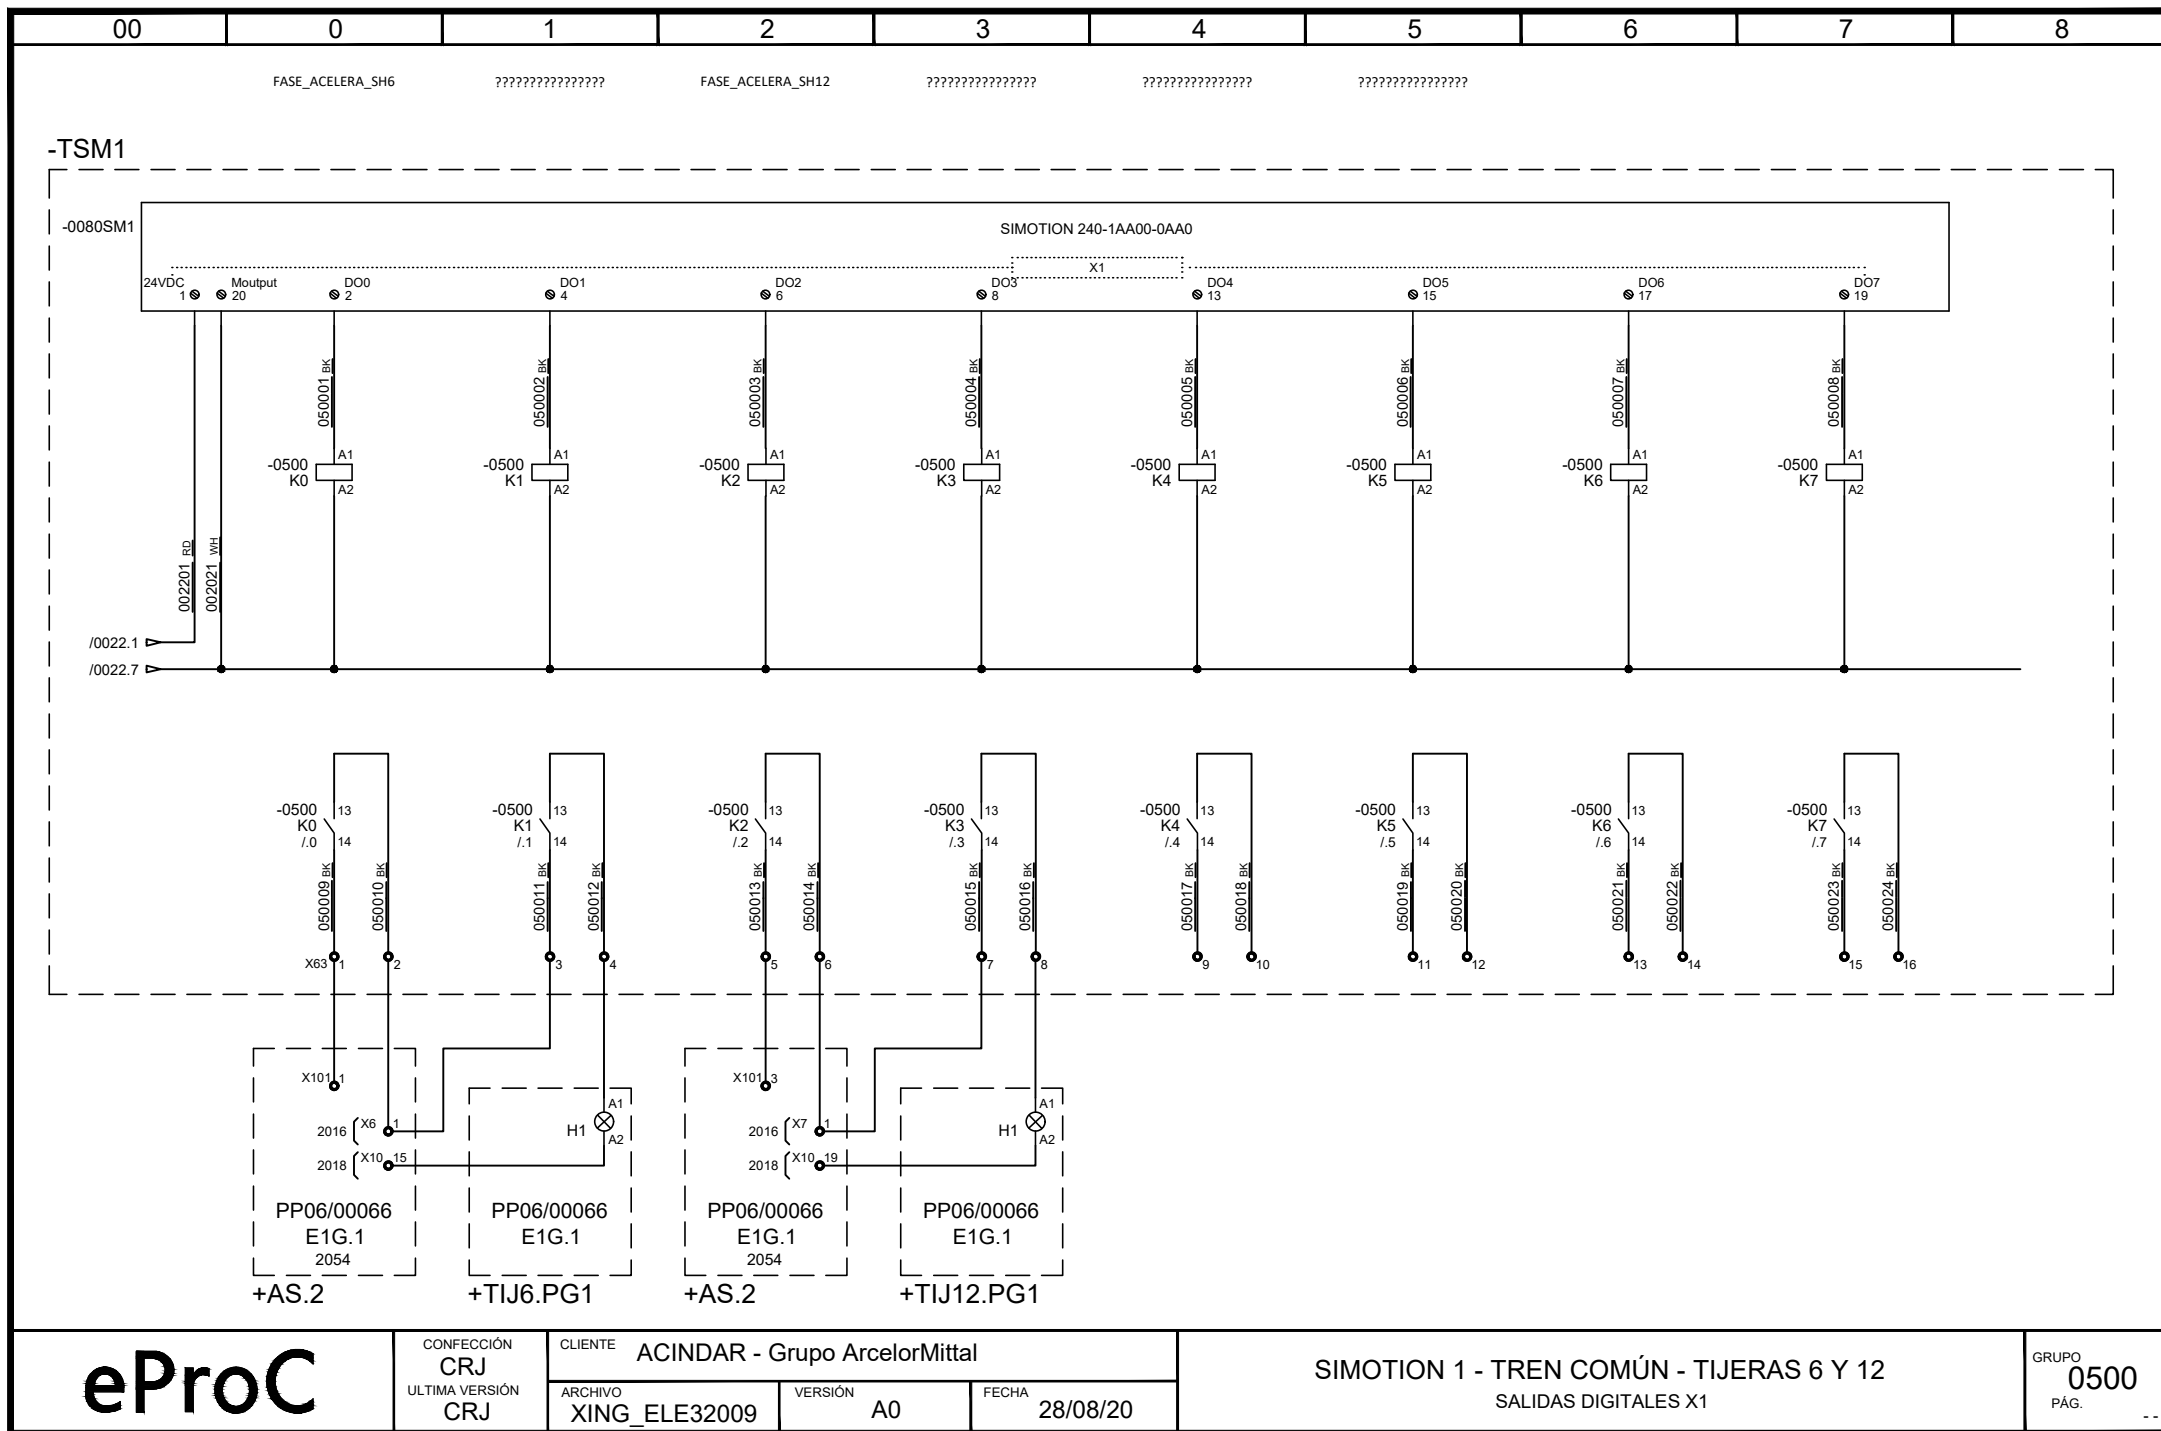 00 0 1 2 3 4 5 6 7 8
FASE_ACELERA_SH6 ???????????????? FASE_ACELERA_SH12 ???????????????? ???????????????? ????????????????
-TSM1
-0080SM1
SIMOTION 240-1AA00-0AA0
X1
24VDC Moutput DO0 DO1 DO2 DO3 DO4 DO5 DO6 DO7
1 20 2 4 6 8 13 15 17 19
050001 BK 050002 BK 050003 BK 050004 BK 050005 BK 050006 BK 050007 BK 050008 BK
A1 A1 A1 A1 A1 A1 A1 A1
-0500 -0500 -0500 -0500 -0500 -0500 -0500 -0500
K0 K1 K2 K3 K4 K5 K6 K7
A2 A2 A2 A2 A2 A2 A2 A2
002201 RD 002021 WH
/0022.1
/0022.7
-0500 13 -0500 13 -0500 13 -0500 13 -0500 13 -0500 13 -0500 13 -0500 13
K0 K1 K2 K3 K4 K5 K6 K7
/.0 14 /.1 14 /.2 14 /.3 14 /.4 14 /.5 14 /.6 14 /.7 14
050009 BK 050010 BK 050011 BK 050012 BK 050013 BK 050014 BK 050015 BK 050016 BK 050017 BK 050018 BK 050019 BK 050020 BK 050021 BK 050022 BK 050023 BK 050024 BK
X63 1 2 3 4 5 6 7 8 9 10 11 12 13 14 15 16
X101 1 X101 3
A1 A1
2016 X6 1 H1 2016 X7 1 H1
A2 A2
2018 X10 15 2018 X10 19
PP06/00066 PP06/00066 PP06/00066 PP06/00066
E1G.1 E1G.1 E1G.1 E1G.1
2054 2054
+AS.2 +TIJ6.PG1 +AS.2 +TIJ12.PG1
eProC
CONFECCIÓN
CRJ
ULTIMA VERSIÓN
CRJ
CLIENTE ACINDAR - Grupo ArcelorMittal
ARCHIVO
XING_ELE32009
VERSIÓN
A0
FECHA
28/08/20
SIMOTION 1 - TREN COMÚN - TIJERAS 6 Y 12
SALIDAS DIGITALES X1
GRUPO
0500
PÁG.
--